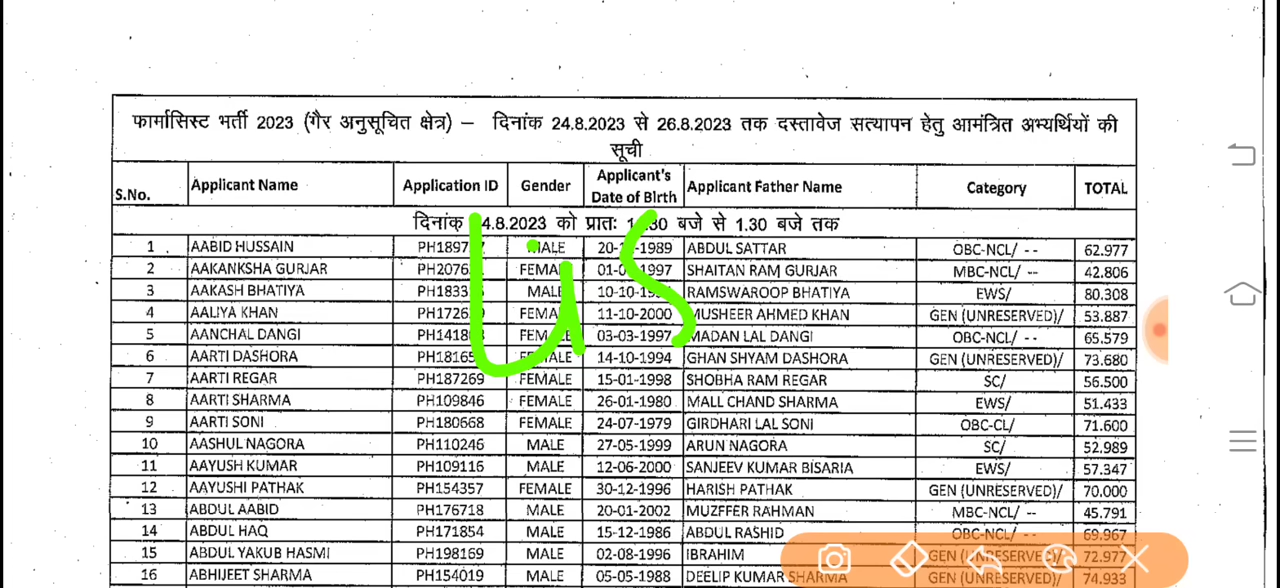 फार्मासिस्ट भर्ती 2023 (गैर अनुसूचित क्षेत्र) – दिनांक 24.8.2023 से 26.8.2023 तक दस्तावेज सत्यापन हेतु आमंत्रित अभ्यर्थियों की
सूची
S.No. Applicant Name Application ID Gender Applicant's Date of Birth Applicant Father Name Category TOTAL
दिनांक 4.8.2023 को प्रातः बजे से 1.30 बजे तक
1 AABID HUSSAIN MALE ABDUL SATTAR OBC-NCL/ -- 62.977
2 AAKANKSHA GURJAR FEMALE SHAITAN RAM GURJAR MBC-NCL/ -- 42.806
3 AAKASH BHATIYA MALE RAMSWAROOP BHATIYA EWS/ 80.308
4 AALIYA KHAN FEMALE 11-10-2000 MUSHEER AHMED KHAN GEN (UNRESERVED)/ 53.887
5 AANCHAL DANGI FEMALE 03-03-1997 MADAN LAL DANGI OBC-NCL/ -- 65.579
6 AARTI DASHORA FEMALE 14-10-1994 GHAN SHYAM DASHORA GEN (UNRESERVED)/ 73.680
7 AARTI REGAR PH187269 FEMALE 15-01-1998 SHOBHA RAM REGAR SC/ 56.500
8 AARTI SHARMA PH109846 FEMALE 26-01-1980 MALL CHAND SHARMA EWS/ 51.433
9 AARTI SONI PH180668 FEMALE 24-07-1979 GIRDHARI LAL SONI OBC-CL/ 71.600
10 AASHUL NAGORA PH110246 MALE 27-05-1999 ARUN NAGORA SC/ 52.989
11 AAYUSH KUMAR PH109116 MALE 12-06-2000 SANJEEV KUMAR BISARIA EWS/ 57.347
12 AAYUSHI PATHAK PH154357 FEMALE 30-12-1996 HARISH PATHAK GEN (UNRESERVED)/ 70.000
13 ABDUL AABID PH176718 MALE 20-01-2002 MUZFFER RAHMAN MBC-NCL/ -- 45.791
14 ABDUL HAQ PH171854 MALE 15-12-1986 ABDUL RASHID OBC-NCL/ -- 69.967
15 ABDUL YAKUB HASMI PH198169 MALE 02-08-1996 IBRAHIM GEN (UNRESERVED)/ 72.977
16 ABHIJEET SHARMA PH154019 MALE 05-05-1988 DEELIP KUMAR SHARMA GEN (UNRESERVED)/ 74.933